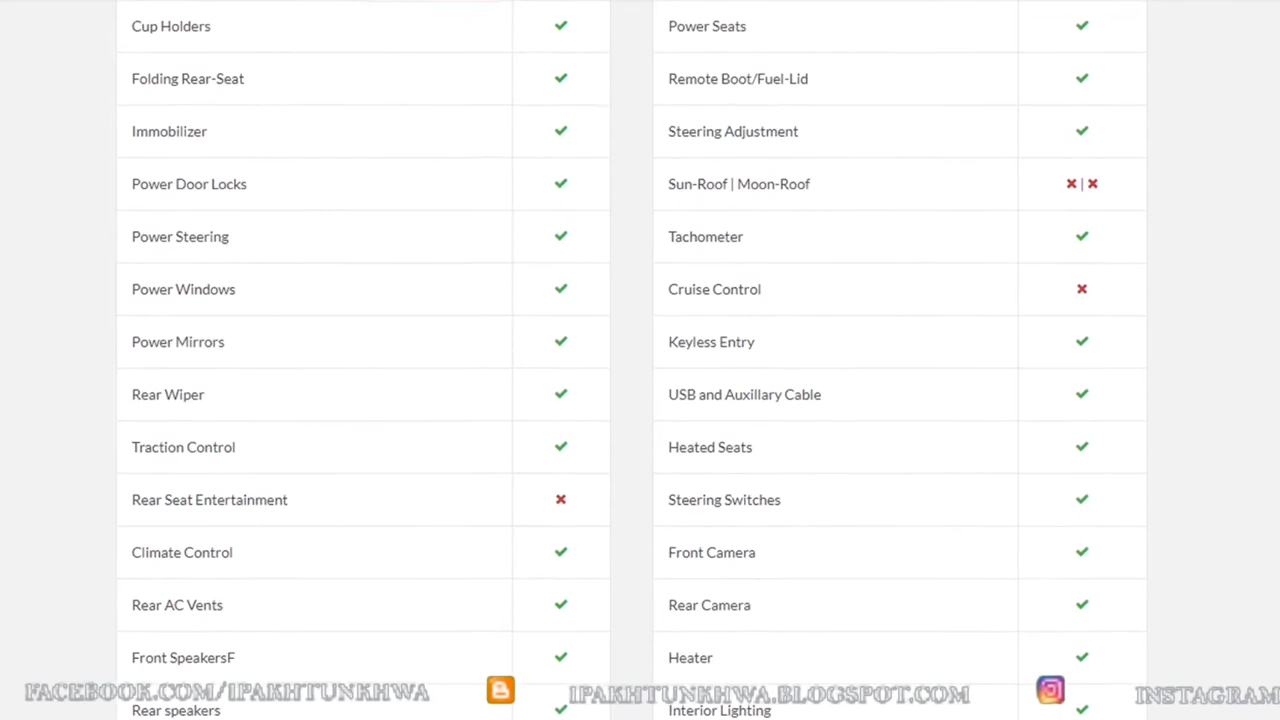 Cup Holders
Folding Rear-Seat
Immobilizer
Power Door Locks
Power Steering
Power Windows
Power Mirrors
Rear Wiper
Traction Control
Rear Seat Entertainment
Climate Control
Rear AC Vents
Front SpeakersF
Rear speakers
Power Seats
Remote Boot/Fuel-Lid
Steering Adjustment
Sun-Roof | Moon-Roof
Tachometer
Cruise Control
Keyless Entry
USB and Auxillary Cable
Heated Seats
Steering Switches
Front Camera
Rear Camera
Heater
Interior Lighting
FACEBOOK.COM/IPAKHTUNKHWA
IPAKHTUNKHWA.BLOGSPOT.COM
INSTAGRAM